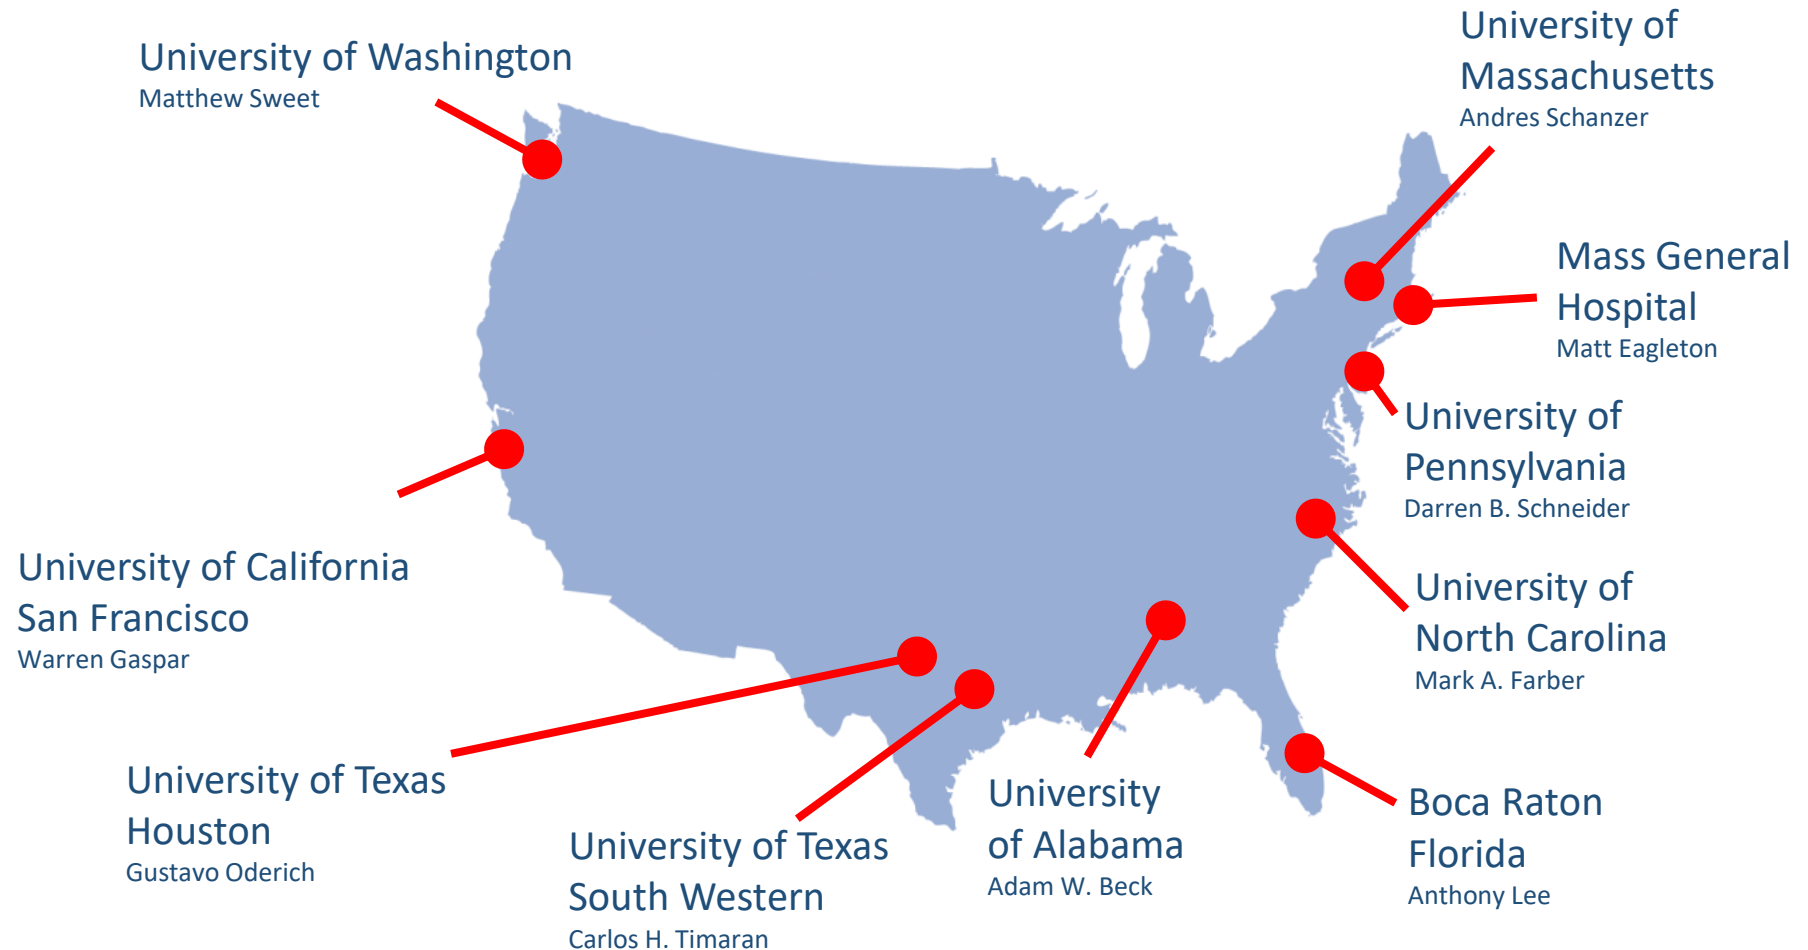 University of Washington
Matthew Sweet
University of
Massachusetts
Andres Schanzer
Mass General
Hospital
Matt Eagleton
University of
Pennsylvania
Darren B. Schneider
University of California
San Francisco
Warren Gaspar
University of
North Carolina
Mark A. Farber
University of Texas
Houston
Gustavo Oderich
University of Texas
South Western
Carlos H. Timaran
University
of Alabama
Adam W. Beck
Boca Raton
Florida
Anthony Lee